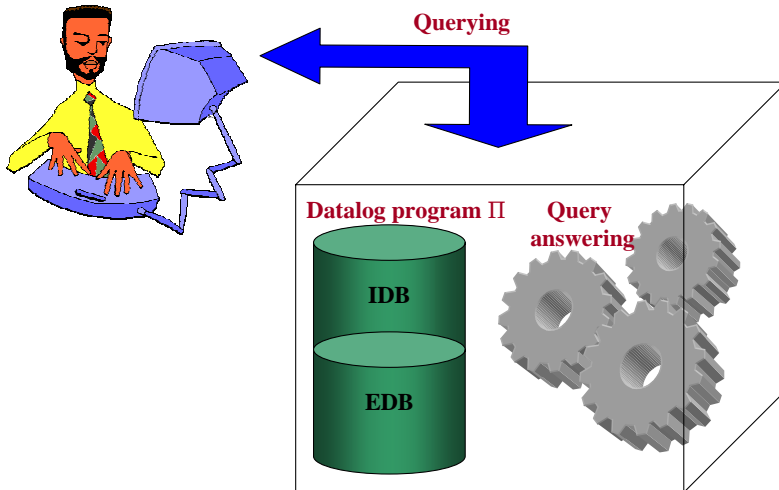 Querying
Datalog program Π
Query
answering
IDB
EDB